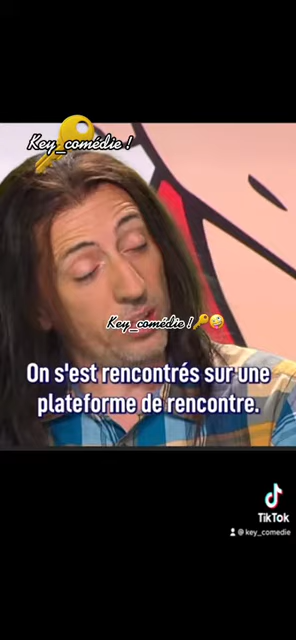 Key_comédie !
Key_comédie !🔑🤪
On s'est rencontrés sur une
plateforme de rencontre.
TikTok
@key_comedie